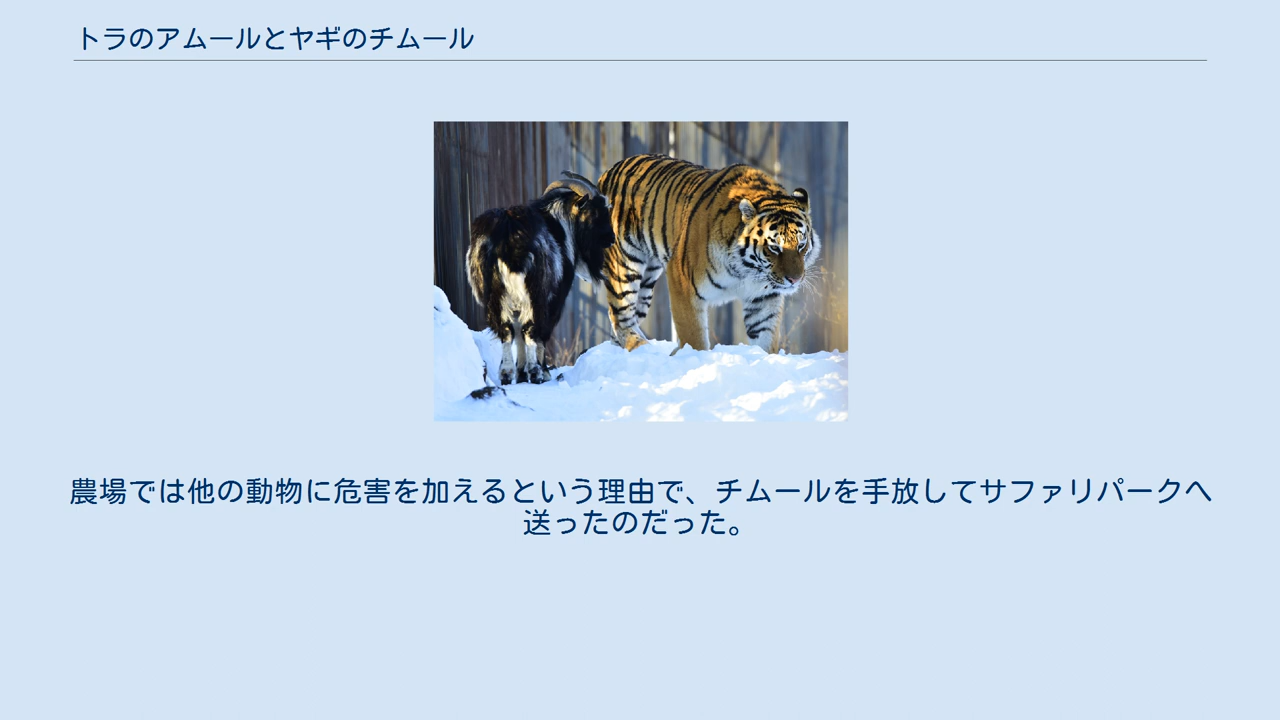 トラのアムールとヤギのチムール
農場では他の動物に危害を加えるという理由で、チムールを手放してサファリパークへ
送ったのだった。